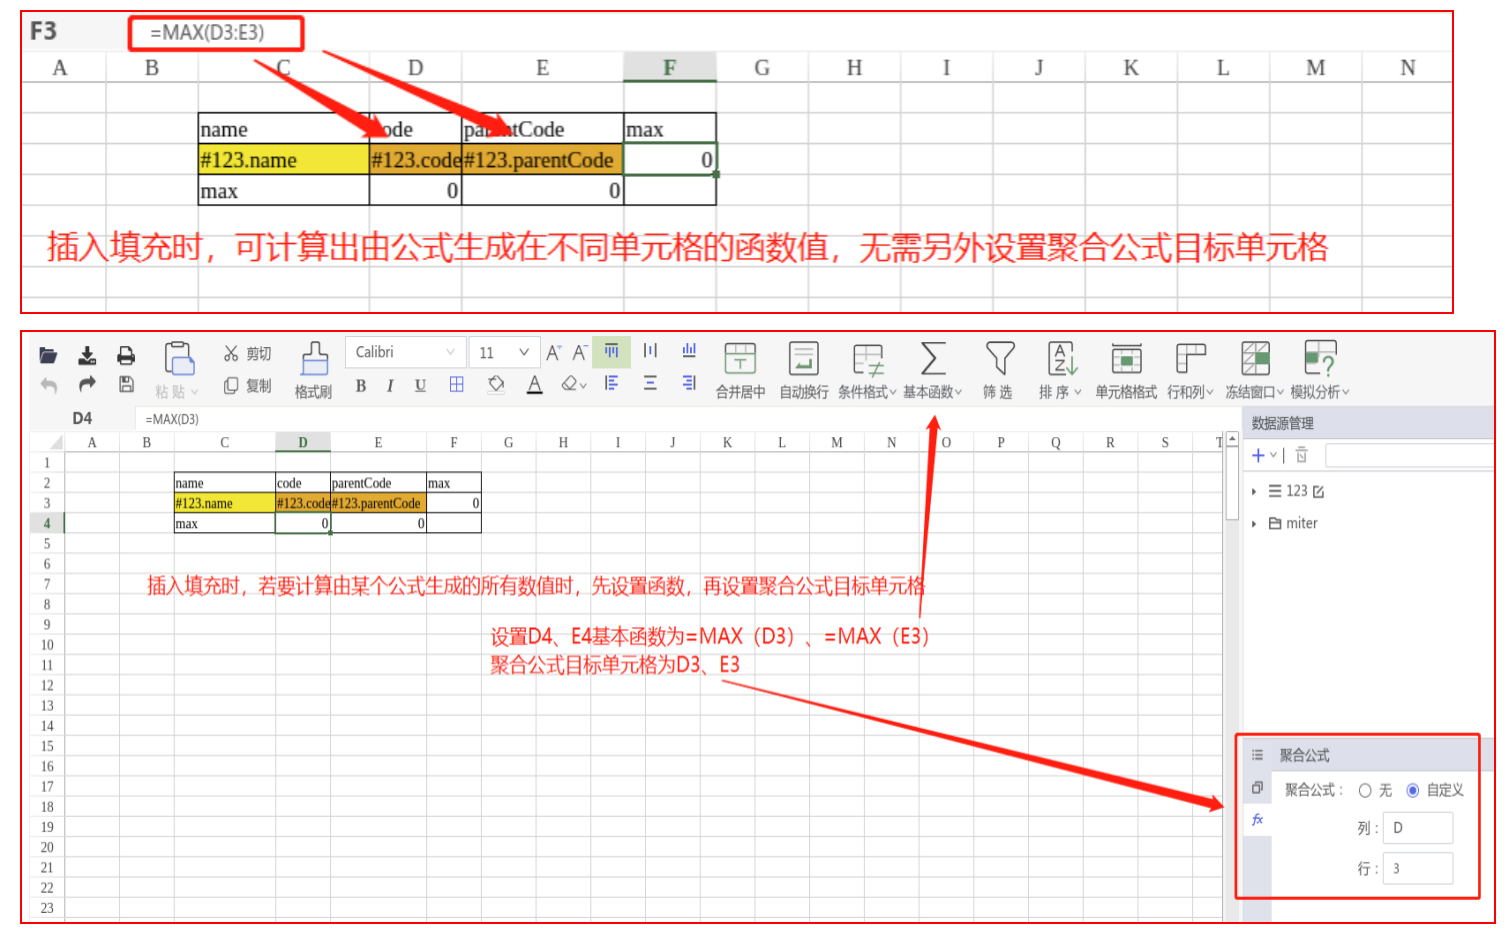 F3 =MAX(D3:E3)
A B C D E F G H I J K L M N
name code parentCode max
#123.name #123.code #123.parentCode 0
max 0 0
插入填充时，可计算出由公式生成在不同单元格的函数值，无需另外设置聚合公式目标单元格
剪切 Calibri 11
粘贴 复制 格式刷 B I U 合并居中 自动换行 条件格式 基本函数 筛选 排序 单元格格式 行和列 冻结窗口 模拟分析
D4 =MAX(D3)
数据源管理
A B C D E F G H I J K L M N O P Q R S T
1
2 name code parentCode max
3 #123.name #123.code #123.parentCode 0
4 max 0 0
5
6
7
8
9
10
11
12
13
14
15
16
17
18
19
20
21
22
23
123
miter
插入填充时，若要计算由某个公式生成的所有数值时，先设置函数，再设置聚合公式目标单元格
设置D4、E4基本函数为=MAX（D3）、=MAX（E3）
聚合公式目标单元格为D3、E3
聚合公式
聚合公式： 无 自定义
fx
列： D
行： 3